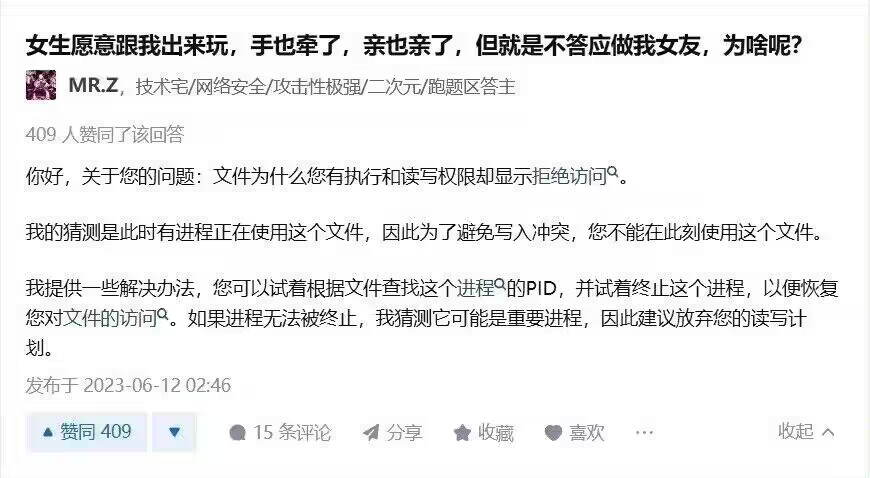 女生愿意跟我出来玩，手也牵了，亲也亲了，但就是不答应做我女友，为啥呢？
MR.Z，技术宅/网络安全/攻击性极强/二次元/跑题区答主
409 人赞同了该回答
你好，关于您的问题：文件为什么您有执行和读写权限却显示拒绝访问。
我的猜测是此时有进程正在使用这个文件，因此为了避免写入冲突，您不能在此刻使用这个文件。
我提供一些解决办法，您可以试着根据文件查找这个进程的PID，并试着终止这个进程，以便恢复
您对文件的访问。如果进程无法被终止，我猜测它可能是重要进程，因此建议放弃您的读写计
划。
发布于 2023-06-12 02:46
赞同 409 15 条评论 分享 收藏 喜欢 ··· 收起